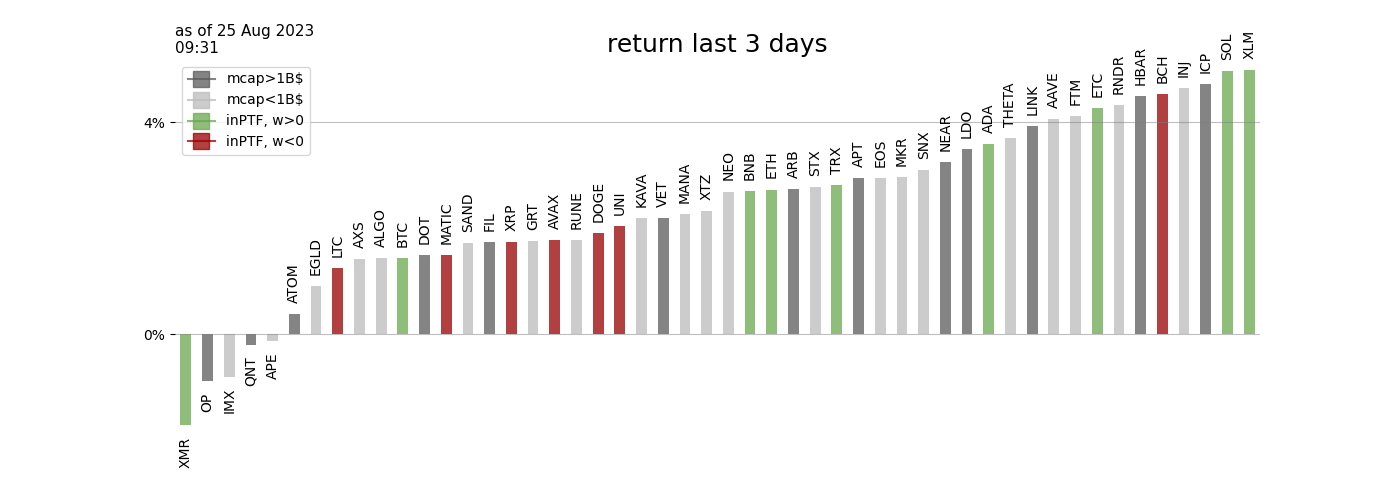 as of 25 Aug 2023
09:31
return last 3 days
mcap>1B$
mcap<1B$
inPTF, w>0
inPTF, w<0
4%
0%
XMR
OP
IMX
QNT
APE
ATOM
EGLD
LTC
AXS
ALGO
BTC
DOT
MATIC
SAND
FIL
XRP
GRT
AVAX
RUNE
DOGE
UNI
KAVA
VET
MANA
XTZ
NEO
BNB
ETH
ARB
STX
TRX
APT
EOS
MKR
SNX
NEAR
LDO
ADA
THETA
LINK
AAVE
FTM
ETC
RNDR
HBAR
BCH
INJ
ICP
SOL
XLM